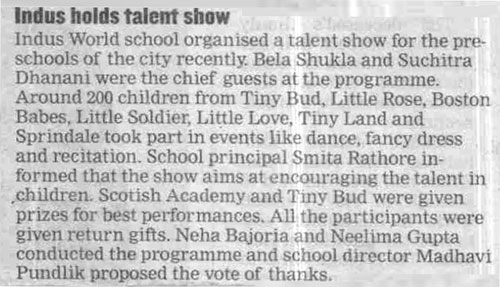 Indus holds talent show
Indus World school organised a talent show for the pre-
schools of the city recently. Bela Shukla and Suchitra
Dhanani were the chief guests at the programme.
Around 200 children from Tiny Bud, Little Rose, Boston
Babes, Little Soldier, Little Love, Tiny Land and
Sprindale took part in events like dance, fancy dress
and recitation. School principal Smita Rathore in-
formed that the show aims at encouraging the talent in
children. Scotish Academy and Tiny Bud were given
prizes for best performances. All the participants were
given return gifts. Neha Bajoria and Neelima Gupta
conducted the programme and school director Madhavi
Pundlik proposed the vote of thanks.